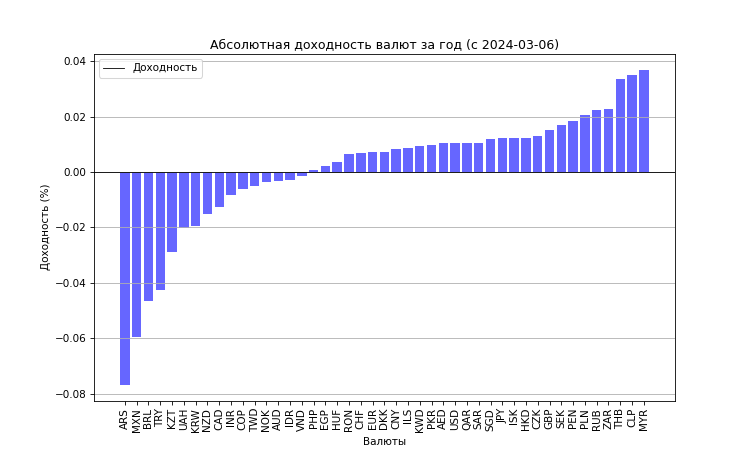 Абсолютная доходность валют за год (с 2024-03-06)
Доходность
0.04
0.02
0.00
−0.02
−0.04
−0.06
−0.08
Доходность (%)
ARS MXN BRL TRY KZT UAH KRW NZD CAD INR COP TWD NOK AUD IDR VND PHP EGP HUF RON CHF EUR DKK CNY ILS KWD PKR AED USD QAR SAR SGD JPY ISK HKD CZK GBP SEK PEN PLN RUB ZAR THB CLP MYR
Валюты